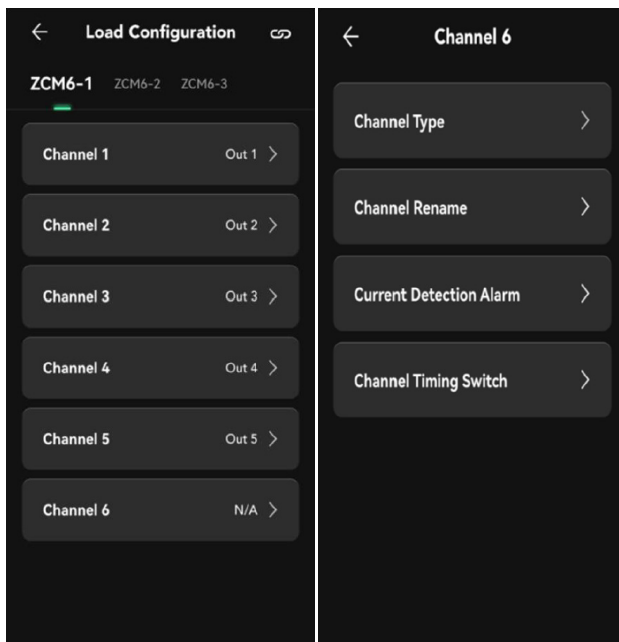 Load Configuration
ZCM6-1 ZCM6-2 ZCM6-3
Channel 1 Out 1
Channel 2 Out 2
Channel 3 Out 3
Channel 4 Out 4
Channel 5 Out 5
Channel 6 N/A
Channel 6
Channel Type
Channel Rename
Current Detection Alarm
Channel Timing Switch